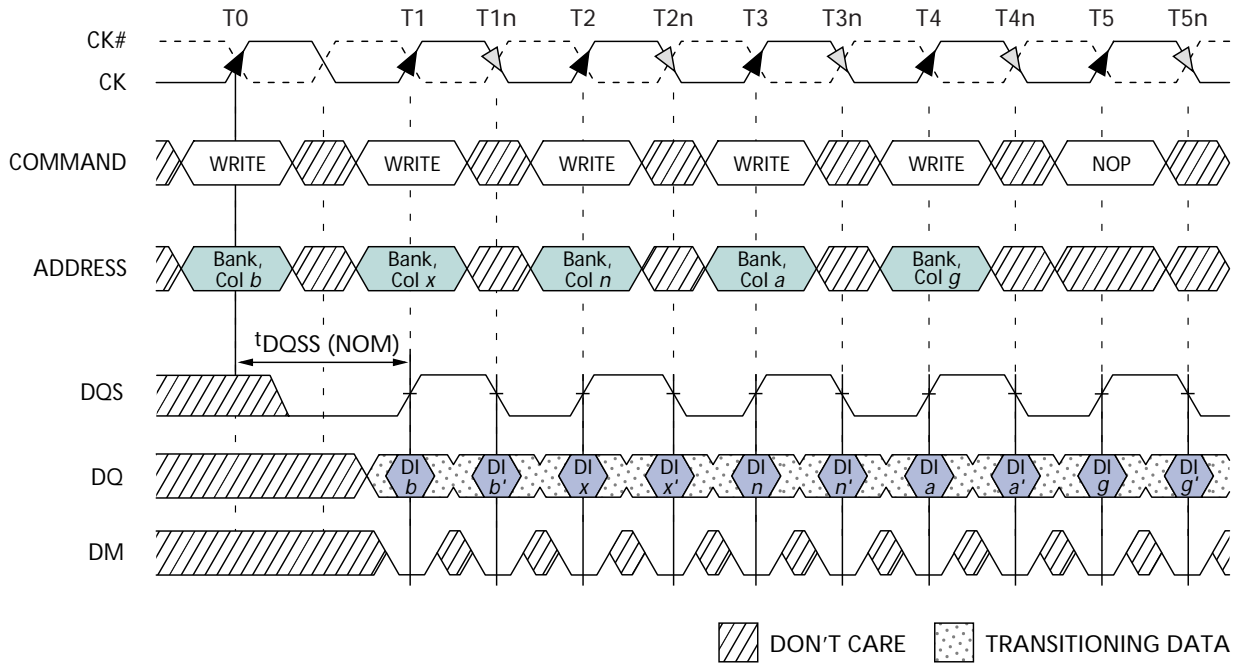 T0 T1 T1n T2 T2n T3 T3n T4 T4n T5 T5n
CK#
CK
COMMAND WRITE WRITE WRITE WRITE WRITE NOP
ADDRESS
Bank, Bank, Bank, Bank, Bank,
Col b Col x Col n Col a Col g
tDQSS (NOM)
DQS
DQ
DI DI DI DI DI DI DI DI DI DI
b b' x x' n n' a a' g g'
DM
DON'T CARE TRANSITIONING DATA